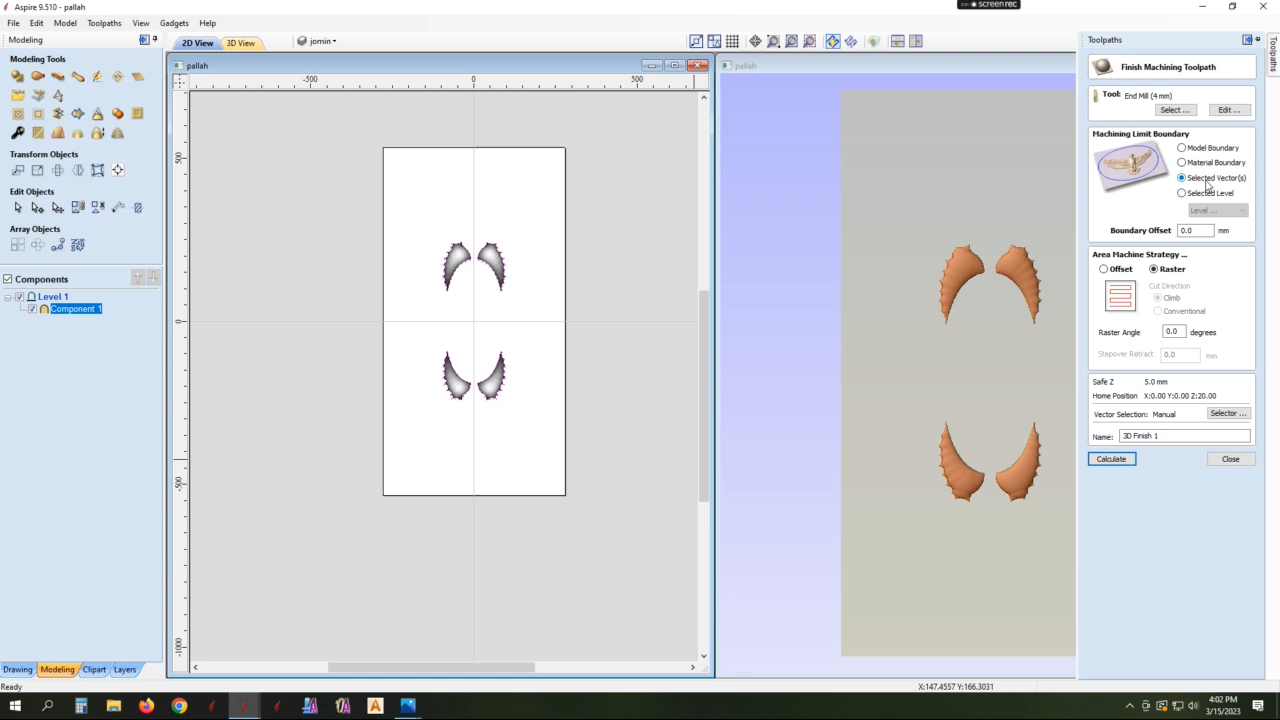 Aspire 9.510 - pallah
screenrec
File Edit Model Toolpaths View Gadgets Help
Modeling
2D View 3D View jomin
Toolpaths
Toolpaths
Modeling Tools
Transform Objects
Edit Objects
Array Objects
Components
Level 1
Component 1
Drawing Modeling Clipart Layers
pallah
-500 0 500
500
0
-500
-1000
pallah
Finish Machining Toolpath
Tool: End Mill (4 mm)
Select ... Edit ...
Machining Limit Boundary
Model Boundary
Material Boundary
Selected Vector(s)
Selected Level
Level ...
Boundary Offset 0.0 mm
Area Machine Strategy ...
Offset Raster
Cut Direction
Climb
Conventional
Raster Angle 0.0 degrees
Stepover Retract 0.0 mm
Safe Z 5.0 mm
Home Position X:0.00 Y:0.00 Z:20.00
Vector Selection: Manual Selector ...
Name: 3D Finish 1
Calculate Close
Ready
X:147.4557 Y:166.3031
4:02 PM
3/15/2023